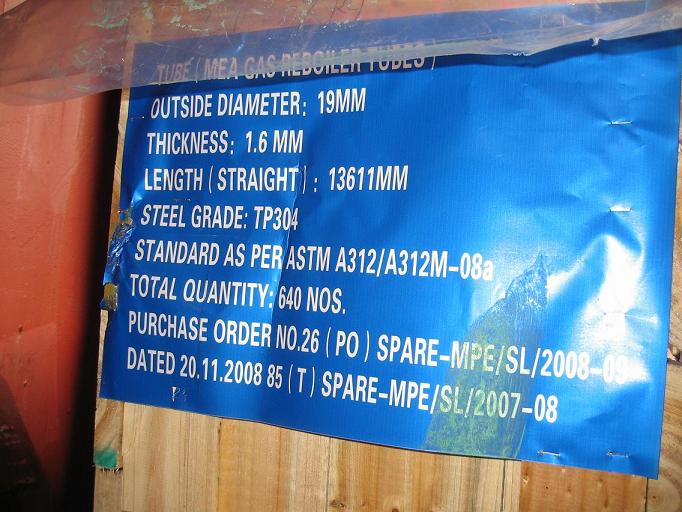 TUBE ( MEA GAS REBOILER TUBES )
OUTSIDE DIAMETER: 19MM
THICKNESS: 1.6 MM
LENGTH ( STRAIGHT ) : 13611MM
STEEL GRADE: TP304
STANDARD AS PER ASTM A312/A312M-08a
TOTAL QUANTITY: 640 NOS.
PURCHASE ORDER NO.26 ( PO ) SPARE-MPE/SL/2008-09
DATED 20.11.2008 85 ( T ) SPARE-MPE/SL/2007-08